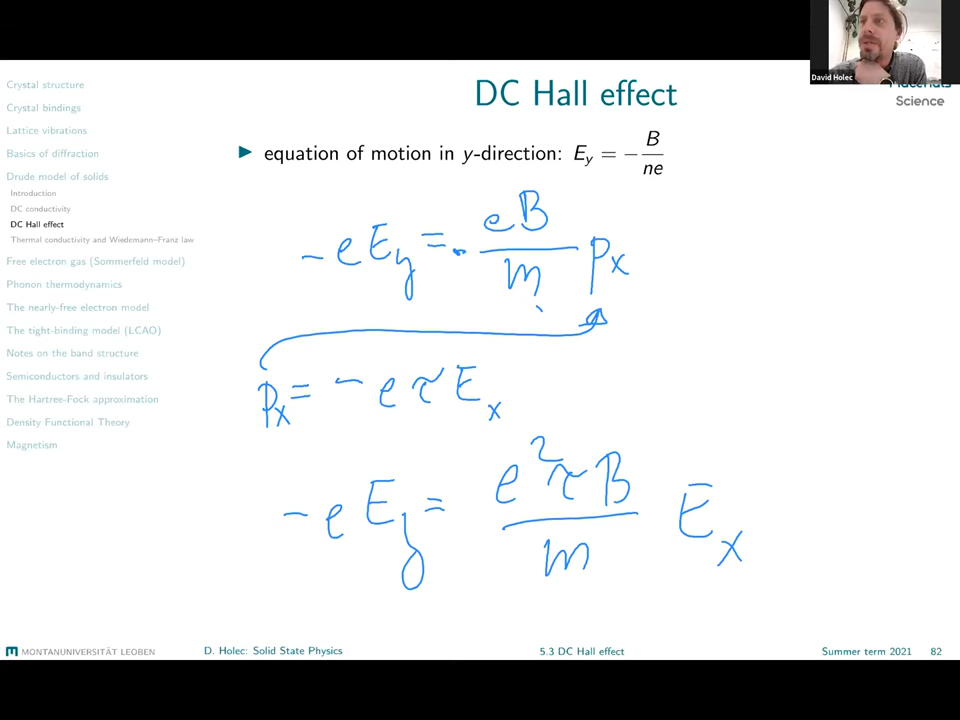 David Holec
DC Hall effect
Science
Crystal structure
Crystal bindings
Lattice vibrations
Basics of diffraction
Drude model of solids
Introduction
DC conductivity
DC Hall effect
Thermal conductivity and Wiedemann–Franz law
Free electron gas (Sommerfeld model)
Phonon thermodynamics
The nearly-free electron model
The tight-binding model (LCAO)
Notes on the band structure
Semiconductors and insulators
The Hartree-Fock approximation
Density Functional Theory
Magnetism
▶ equation of motion in y-direction: E_y = − B/ne
− e E_y = - eB/m p_x
p_x = − e τ E_x
− e E_y = e² τ B/m E_x
MONTANUNIVERSITÄT LEOBEN D. Holec: Solid State Physics 5.3 DC Hall effect Summer term 2021 82